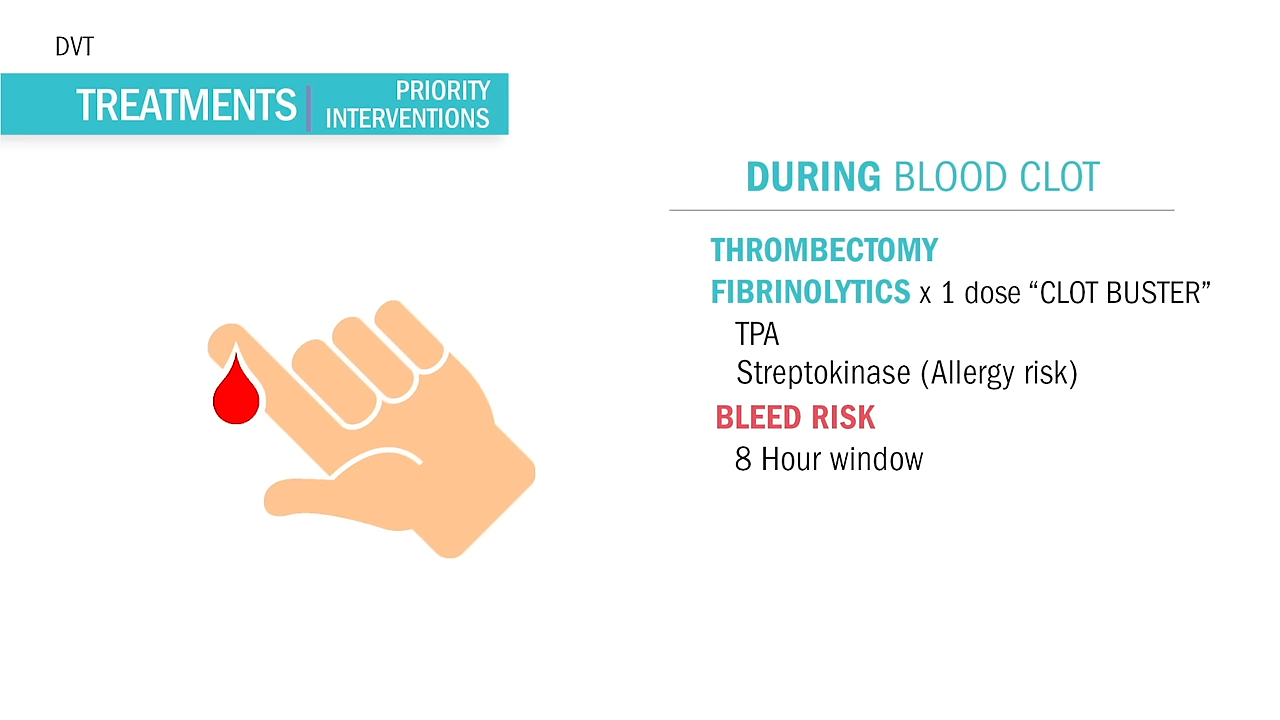 DVT
TREATMENTS
PRIORITY
INTERVENTIONS
DURING BLOOD CLOT
THROMBECTOMY
FIBRINOLYTICS x 1 dose “CLOT BUSTER”
TPA
Streptokinase (Allergy risk)
BLEED RISK
8 Hour window